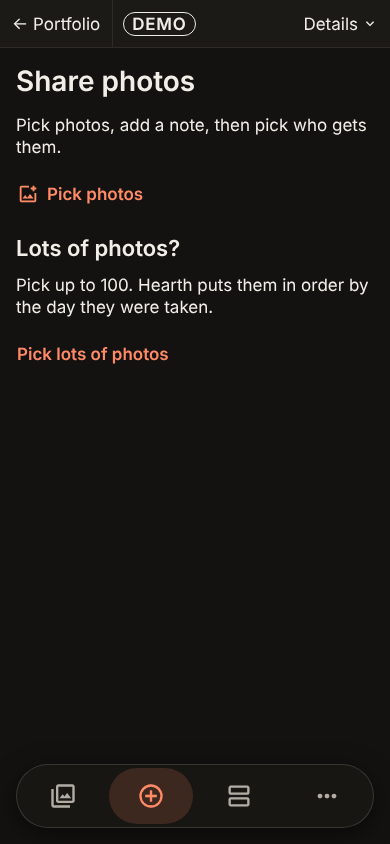 ← Portfolio
DEMO
Details
Share photos
Pick photos, add a note, then pick who gets
them.
Pick photos
Lots of photos?
Pick up to 100. Hearth puts them in order by
the day they were taken.
Pick lots of photos